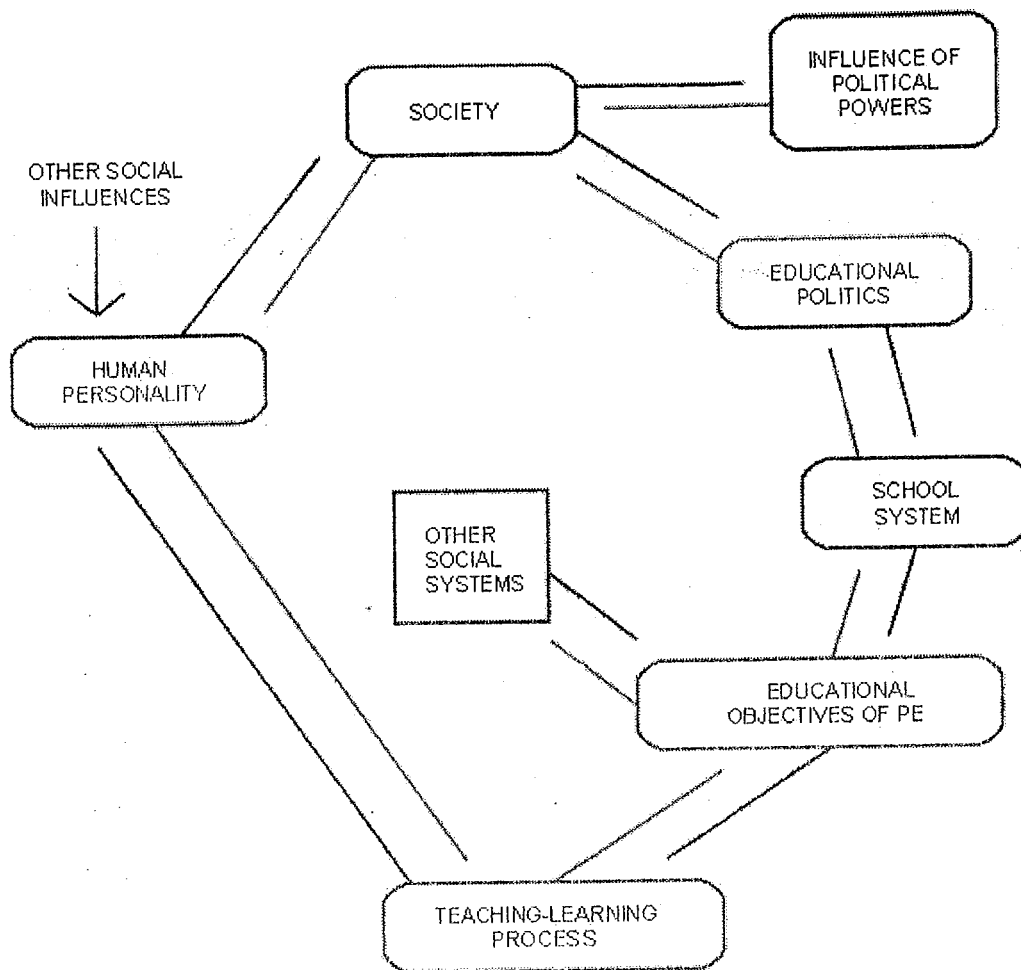 INFLUENCE OF
POLITICAL
POWERS
SOCIETY
OTHER SOCIAL
INFLUENCES
EDUCATIONAL
POLITICS
HUMAN
PERSONALITY
SCHOOL
SYSTEM
OTHER
SOCIAL
SYSTEMS
EDUCATIONAL
OBJECTIVES OF PE
TEACHING-LEARNING
PROCESS